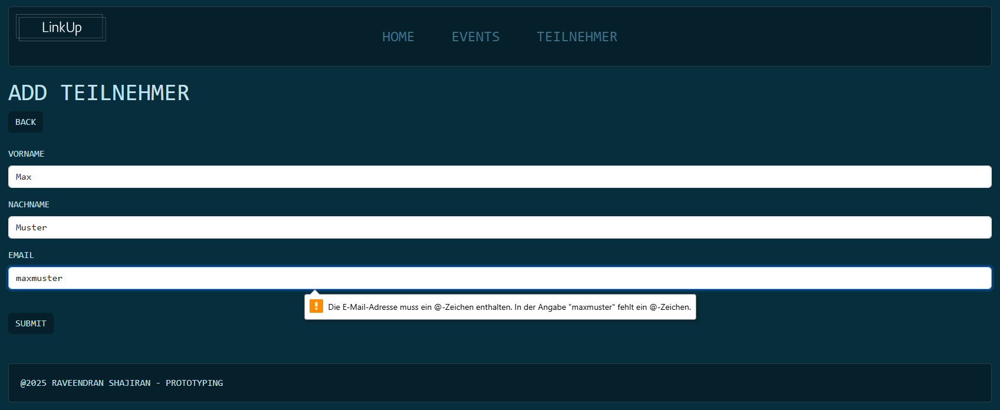 LinkUp
HOME EVENTS TEILNEHMER
ADD TEILNEHMER
BACK
VORNAME
Max
NACHNAME
Muster
EMAIL
maxmuster
Die E-Mail-Adresse muss ein @-Zeichen enthalten. In der Angabe "maxmuster" fehlt ein @-Zeichen.
SUBMIT
@2025 RAVEENDRAN SHAJIRAN - PROTOTYPING